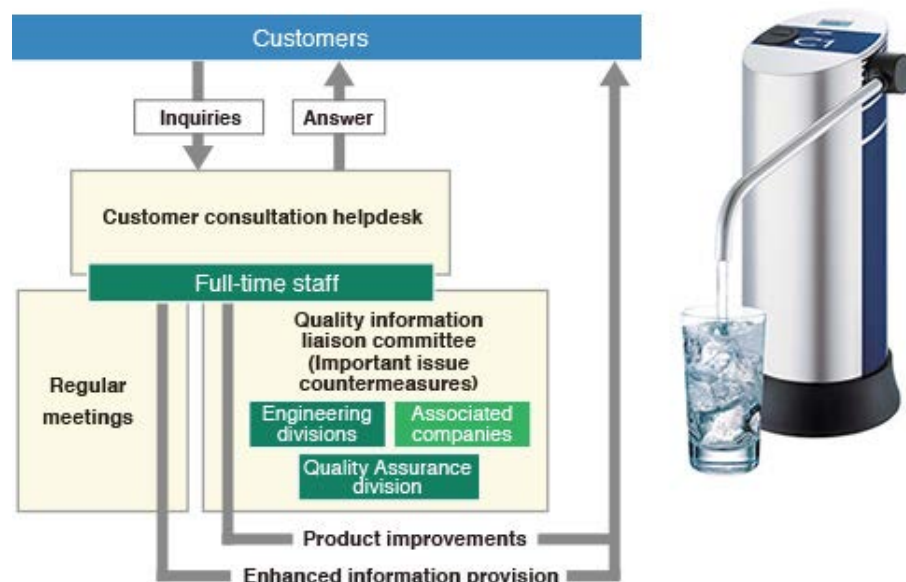 Customers
Inquiries
Answer
Customer consultation helpdesk
Full-time staff
Regular
meetings
Quality information
liaison committee
(Important issue
countermeasures)
Engineering
divisions
Associated
companies
Quality Assurance
division
Product improvements
Enhanced information provision
C1